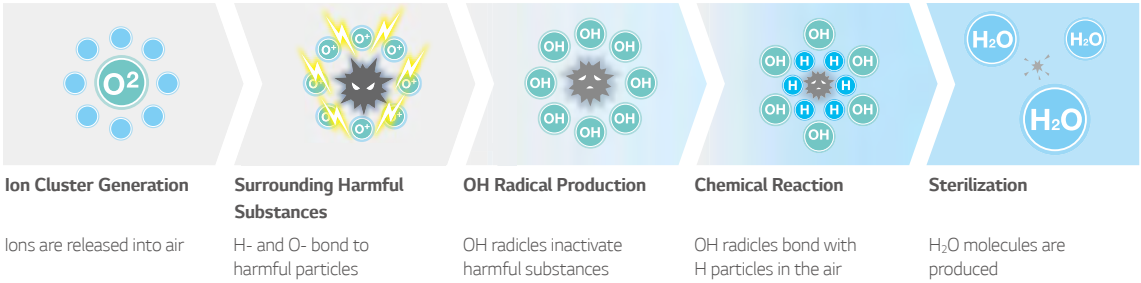 O²
O⁺ O⁺ O⁺ O⁺ O⁺ O⁺ O⁺ O⁺
OH OH OH OH OH OH OH OH
OH OH OH OH OH OH
H H H H H H
H₂O H₂O
H₂O
Ion Cluster Generation
Ions are released into air
Surrounding Harmful
Substances
H- and O- bond to
harmful particles
OH Radical Production
OH radicles inactivate
harmful substances
Chemical Reaction
OH radicles bond with
H particles in the air
Sterilization
H₂O molecules are
produced